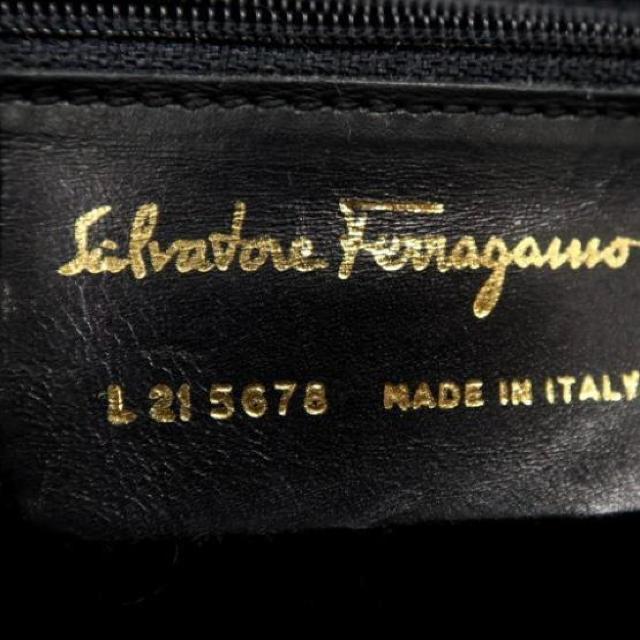 Salvatore Ferragamo
L 21 5678 MADE IN ITALY